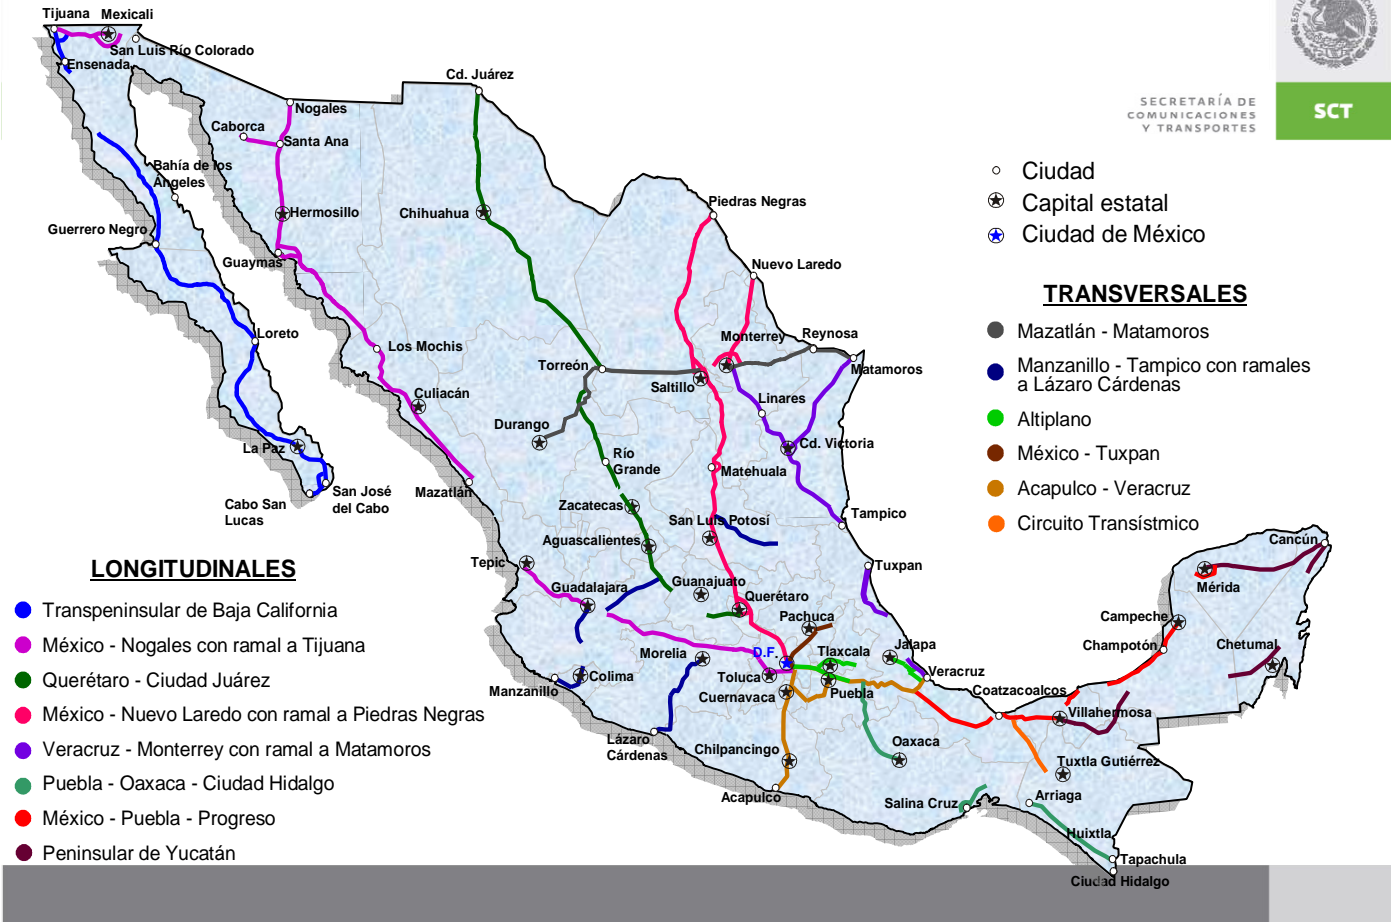 ESTADOS
MEXICANOS
SECRETARÍA DE
COMUNICACIONES
Y TRANSPORTES
SCT
Ciudad
Capital estatal
Ciudad de México
TRANSVERSALES
Mazatlán - Matamoros
Manzanillo - Tampico con ramales
a Lázaro Cárdenas
Altiplano
México - Tuxpan
Acapulco - Veracruz
Circuito Transístmico
LONGITUDINALES
Transpeninsular de Baja California
México - Nogales con ramal a Tijuana
Querétaro - Ciudad Juárez
México - Nuevo Laredo con ramal a Piedras Negras
Veracruz - Monterrey con ramal a Matamoros
Puebla - Oaxaca - Ciudad Hidalgo
México - Puebla - Progreso
Peninsular de Yucatán
Tijuana
Mexicali
San Luis Río Colorado
Ensenada
Nogales
Caborca
Santa Ana
Cd. Juárez
Bahía de los
Ángeles
Hermosillo
Chihuahua
Guerrero Negro
Guaymas
Piedras Negras
Nuevo Laredo
Loreto
Los Mochis
Torreón
Monterrey
Reynosa
Saltillo
Matamoros
Culiacán
Linares
Durango
La Paz
Cd. Victoria
Río
Grande
Matehuala
Mazatlán
San José
del Cabo
Cabo San
Lucas
Zacatecas
San Luis Potosí
Tampico
Aguascalientes
Tepic
Guadalajara
Guanajuato
Querétaro
Tuxpan
Pachuca
Cancún
Mérida
Campeche
Champotón
Chetumal
Morelia
D.F.
Tlaxcala
Jalapa
Manzanillo
Colima
Toluca
Cuernavaca
Puebla
Veracruz
Coatzacoalcos
Villahermosa
Lázaro
Cárdenas
Chilpancingo
Oaxaca
Tuxtla Gutiérrez
Acapulco
Salina Cruz
Arriaga
Huixtla
Tapachula
Ciudad Hidalgo